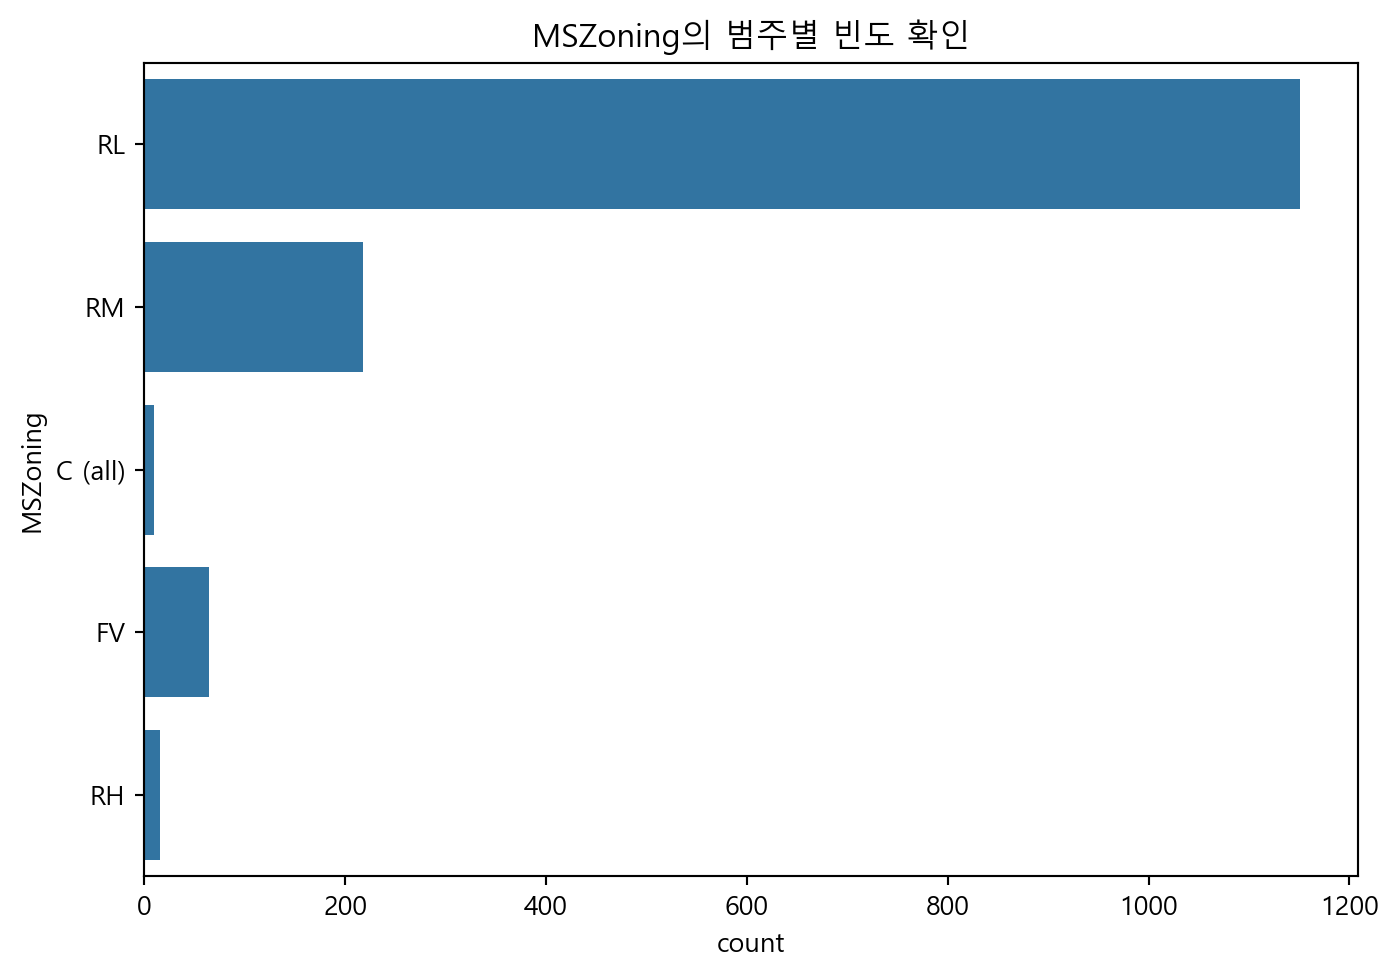 MSZoning의 범주별 빈도 확인
MSZoning
RL
RM
C (all)
FV
RH
0 200 400 600 800 1000 1200
count